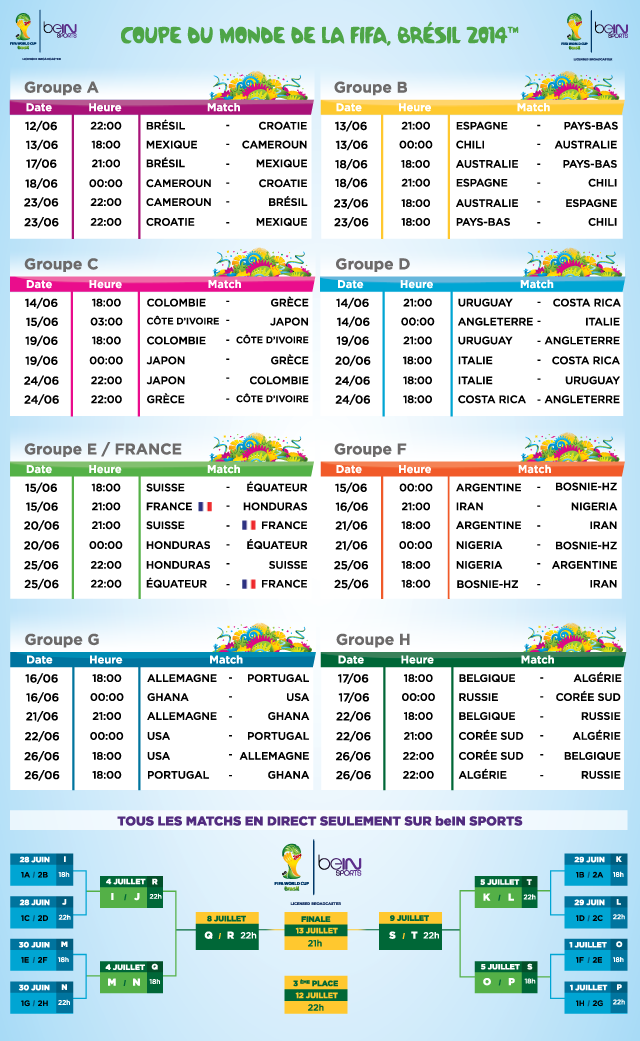 FIFA WORLD CUP
Brasil
beIN
SPORTS
LICENSED BROADCASTER
COUPE DU MONDE DE LA FIFA, BRÉSIL 2014™
FIFA WORLD CUP
Brasil
beIN
SPORTS
LICENSED BROADCASTER
Groupe A
Date Heure Match
12/06 22:00 BRÉSIL - CROATIE
13/06 18:00 MEXIQUE - CAMEROUN
17/06 21:00 BRÉSIL - MEXIQUE
18/06 00:00 CAMEROUN - CROATIE
23/06 22:00 CAMEROUN - BRÉSIL
23/06 22:00 CROATIE - MEXIQUE
Groupe B
Date Heure Match
13/06 21:00 ESPAGNE - PAYS-BAS
13/06 00:00 CHILI - AUSTRALIE
18/06 18:00 AUSTRALIE - PAYS-BAS
18/06 21:00 ESPAGNE - CHILI
23/06 18:00 AUSTRALIE - ESPAGNE
23/06 18:00 PAYS-BAS - CHILI
Groupe C
Date Heure Match
14/06 18:00 COLOMBIE - GRÈCE
15/06 03:00 CÔTE D'IVOIRE - JAPON
19/06 18:00 COLOMBIE - CÔTE D'IVOIRE
19/06 00:00 JAPON - GRÈCE
24/06 22:00 JAPON - COLOMBIE
24/06 22:00 GRÈCE - CÔTE D'IVOIRE
Groupe D
Date Heure Match
14/06 21:00 URUGUAY - COSTA RICA
14/06 00:00 ANGLETERRE - ITALIE
19/06 21:00 URUGUAY - ANGLETERRE
20/06 18:00 ITALIE - COSTA RICA
24/06 18:00 ITALIE - URUGUAY
24/06 18:00 COSTA RICA - ANGLETERRE
Groupe E / FRANCE
Date Heure Match
15/06 18:00 SUISSE - ÉQUATEUR
15/06 21:00 FRANCE - HONDURAS
20/06 21:00 SUISSE - FRANCE
20/06 00:00 HONDURAS - ÉQUATEUR
25/06 22:00 HONDURAS - SUISSE
25/06 22:00 ÉQUATEUR - FRANCE
Groupe F
Date Heure Match
15/06 00:00 ARGENTINE - BOSNIE-HZ
16/06 21:00 IRAN - NIGERIA
21/06 18:00 ARGENTINE - IRAN
21/06 00:00 NIGERIA - BOSNIE-HZ
25/06 18:00 NIGERIA - ARGENTINE
25/06 18:00 BOSNIE-HZ - IRAN
Groupe G
Date Heure Match
16/06 18:00 ALLEMAGNE - PORTUGAL
16/06 00:00 GHANA - USA
21/06 21:00 ALLEMAGNE - GHANA
22/06 00:00 USA - PORTUGAL
26/06 18:00 USA - ALLEMAGNE
26/06 18:00 PORTUGAL - GHANA
Groupe H
Date Heure Match
17/06 18:00 BELGIQUE - ALGÉRIE
17/06 00:00 RUSSIE - CORÉE SUD
22/06 18:00 BELGIQUE - RUSSIE
22/06 21:00 CORÉE SUD - ALGÉRIE
26/06 22:00 CORÉE SUD - BELGIQUE
26/06 22:00 ALGÉRIE - RUSSIE
TOUS LES MATCHS EN DIRECT SEULEMENT SUR beIN SPORTS
28 JUIN I
1A / 2B 18h
28 JUIN J
1C / 2D 22h
30 JUIN M
1E / 2F 18h
30 JUIN N
1G / 2H 22h
4 JUILLET R
I / J 22h
4 JUILLET Q
M / N 18h
8 JUILLET
Q / R 22h
FIFA WORLD CUP
Brasil
beIN
SPORTS
LICENSED BROADCASTER
FINALE
13 JUILLET
21h
3 ÈME PLACE
12 JUILLET
22h
9 JUILLET
S / T 22h
5 JUILLET T
K / L 22h
5 JUILLET S
O / P 18h
29 JUIN K
1B / 2A 18h
29 JUIN L
1D / 2C 22h
1 JUILLET O
1F / 2E 18h
1 JUILLET P
1H / 2G 22h